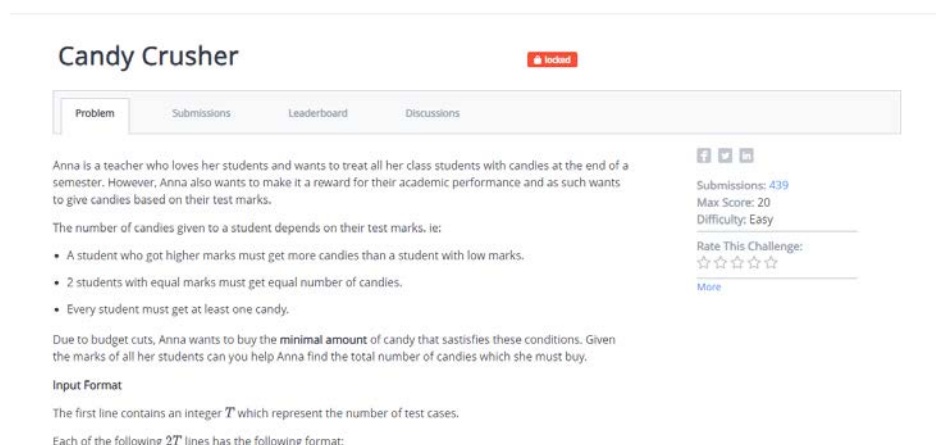 Candy Crusher
locked
Problem Submissions Leaderboard Discussions
Anna is a teacher who loves her students and wants to treat all her class students with candies at the end of a
semester. However, Anna also wants to make it a reward for their academic performance and as such wants
to give candies based on their test marks.
The number of candies given to a student depends on their test marks. ie:
• A student who got higher marks must get more candies than a student with low marks.
• 2 students with equal marks must get equal number of candies.
• Every student must get at least one candy.
Due to budget cuts, Anna wants to buy the minimal amount of candy that sastisfies these conditions. Given
the marks of all her students can you help Anna find the total number of candies which she must buy.
Input Format
The first line contains an integer T which represent the number of test cases.
Each of the following 2T lines has the following format:
Submissions: 439
Max Score: 20
Difficulty: Easy
Rate This Challenge:
More